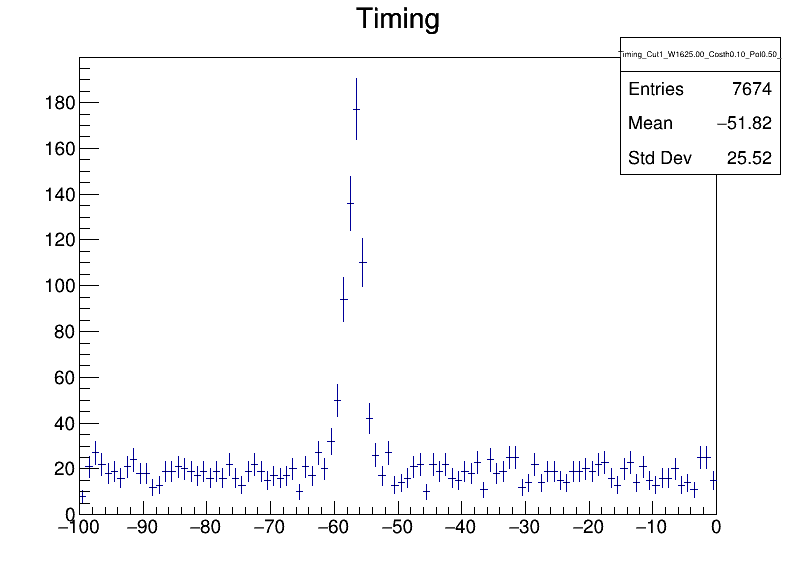 Timing
Timing_Cut1_W1625.00_Costh0.10_Pol0.50_
Entries 7674
Mean −51.82
Std Dev 25.52
180
160
140
120
100
80
60
40
20
0
−100 −90 −80 −70 −60 −50 −40 −30 −20 −10 0